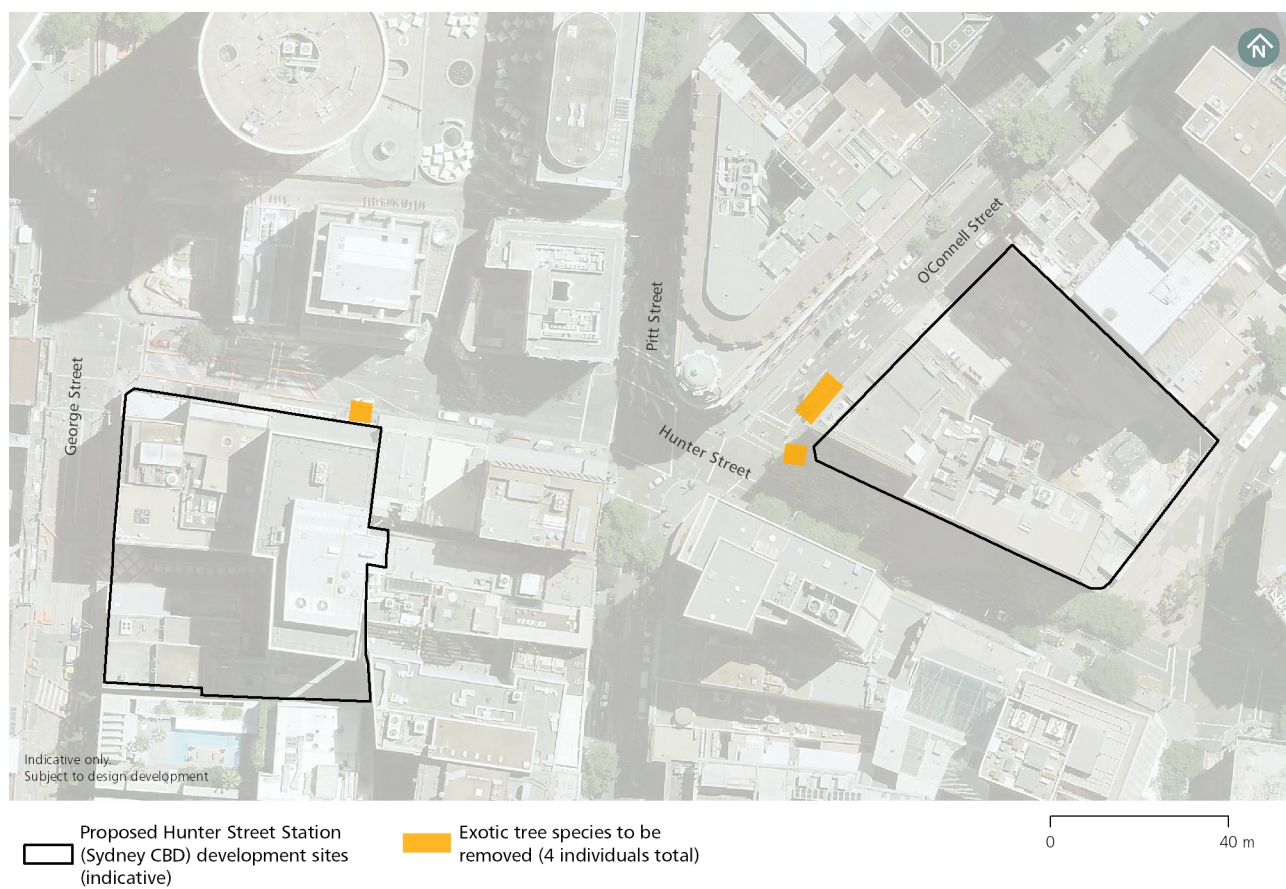 N
O'Connell Street
Pitt Street
George Street
Hunter Street
Indicative only.
Subject to design development
Proposed Hunter Street Station
(Sydney CBD) development sites
(indicative)
Exotic tree species to be
removed (4 individuals total)
0
40 m